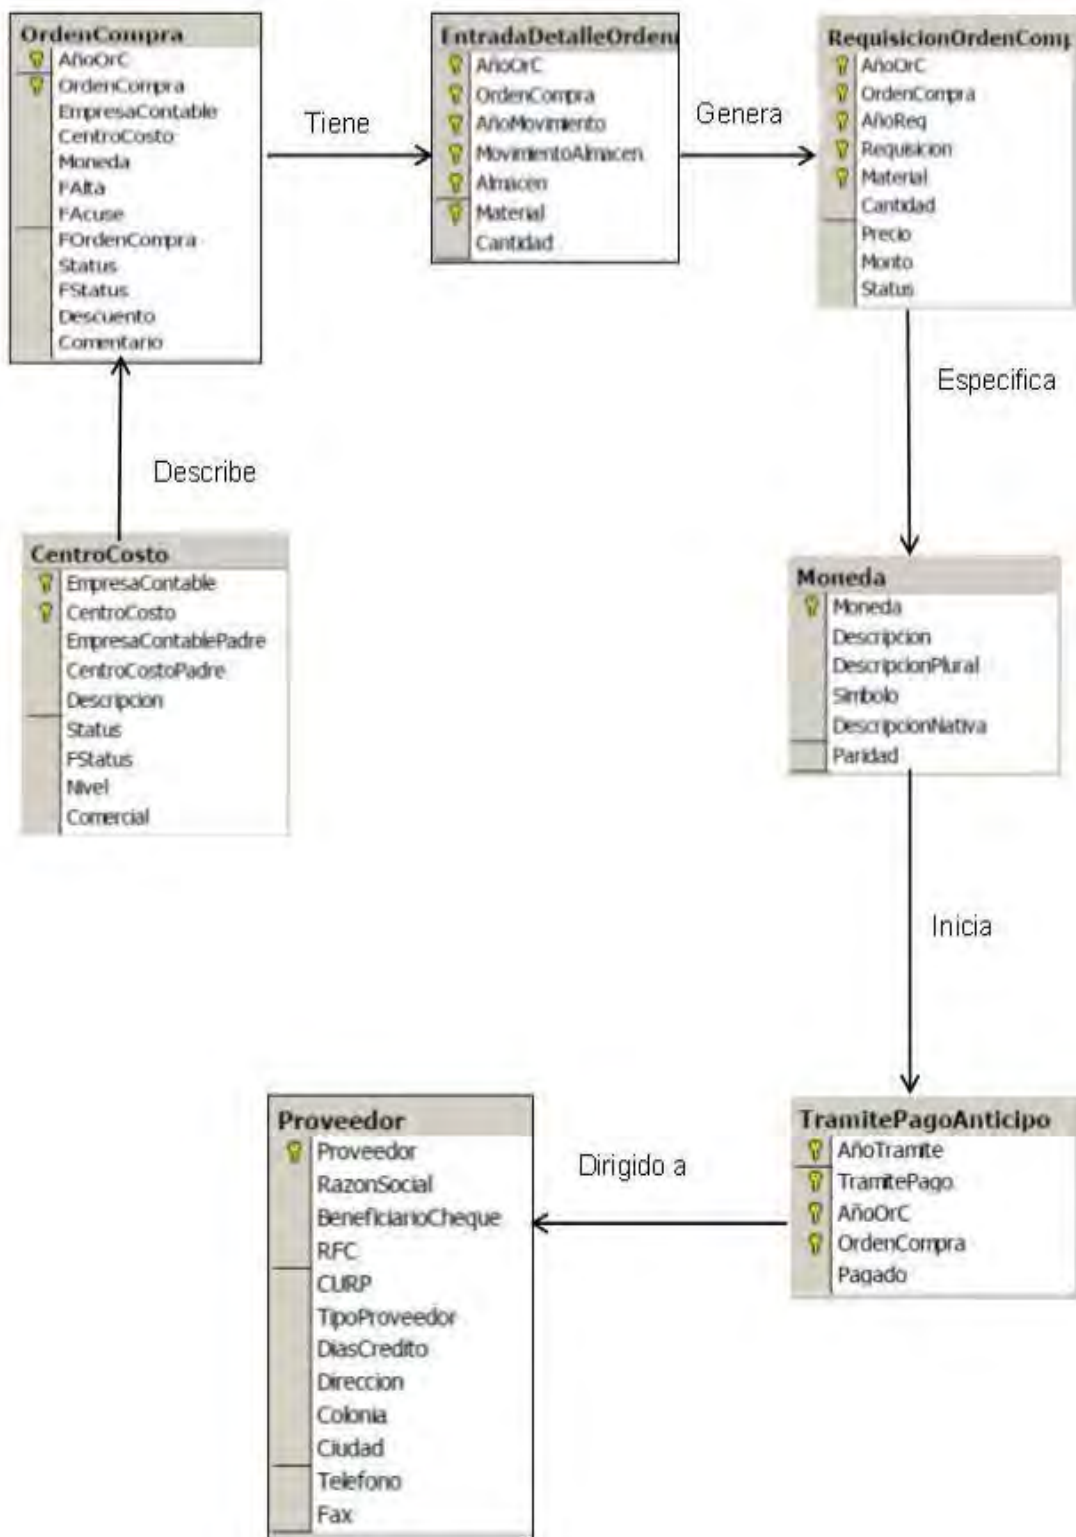 OrdenCompra
AñoOrC
OrdenCompra
EmpresaContable
CentroCosto
Moneda
FAlta
FAcuse
FOrdenCompra
Status
FStatus
Descuento
Comentario
Tiene
EntradaDetalleOrden
AñoOrC
OrdenCompra
AñoMovimiento
MovimientoAlmacen
Almacen
Material
Cantidad
Genera
RequisicionOrdenComp
AñoOrC
OrdenCompra
AñoReq
Requisicion
Material
Cantidad
Precio
Monto
Status
Describe
Especifica
CentroCosto
EmpresaContable
CentroCosto
EmpresaContablePadre
CentroCostoPadre
Descripcion
Status
FStatus
Nivel
Comercial
Moneda
Moneda
Descripcion
DescripcionPlural
Simbolo
DescripcionNativa
Paridad
Inicia
Proveedor
Proveedor
RazonSocial
BeneficiarioCheque
RFC
CURP
TipoProveedor
DiasCredito
Direccion
Colonia
Ciudad
Telefono
Fax
Dirigido a
TramitePagoAnticipo
AñoTramite
TramitePago
AñoOrC
OrdenCompra
Pagado